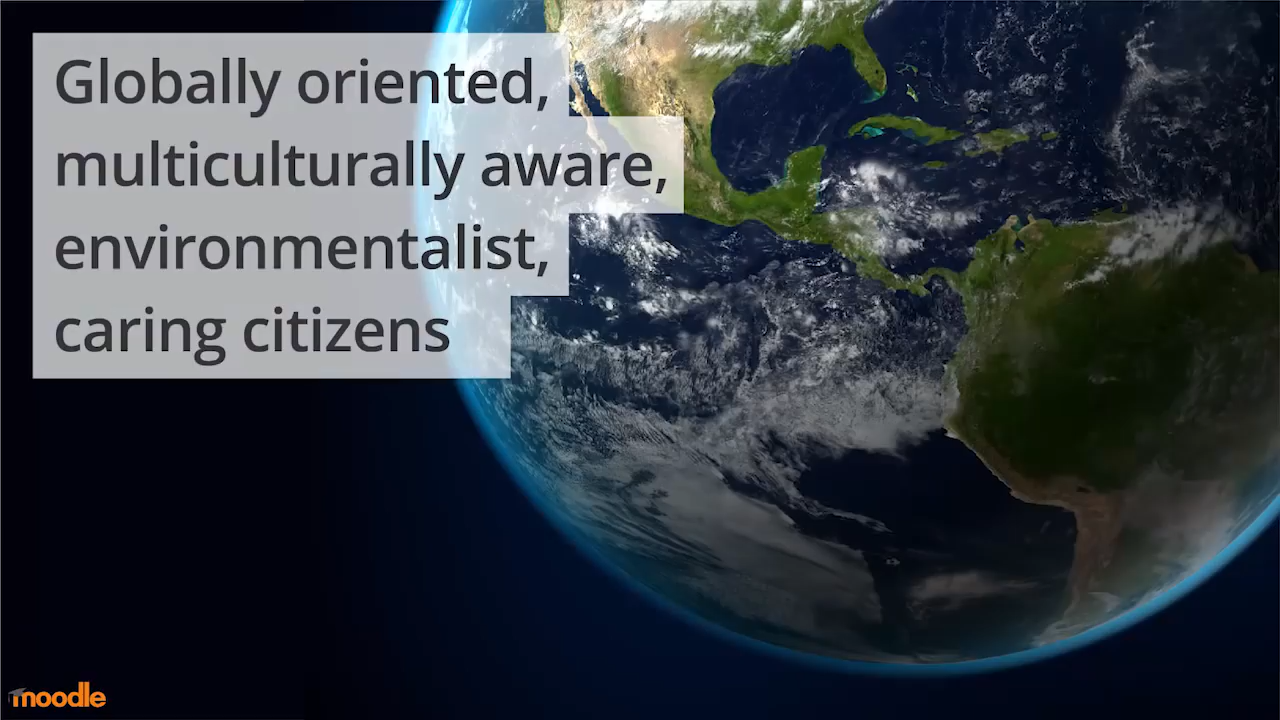 Globally oriented,
multiculturally aware,
environmentalist,
caring citizens
moodle